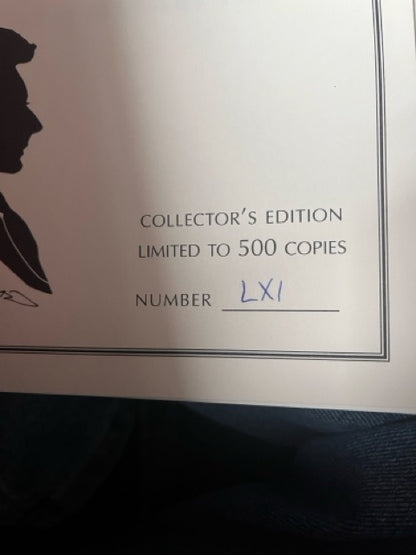 COLLECTOR'S EDITION
LIMITED TO 500 COPIES
NUMBER LXI